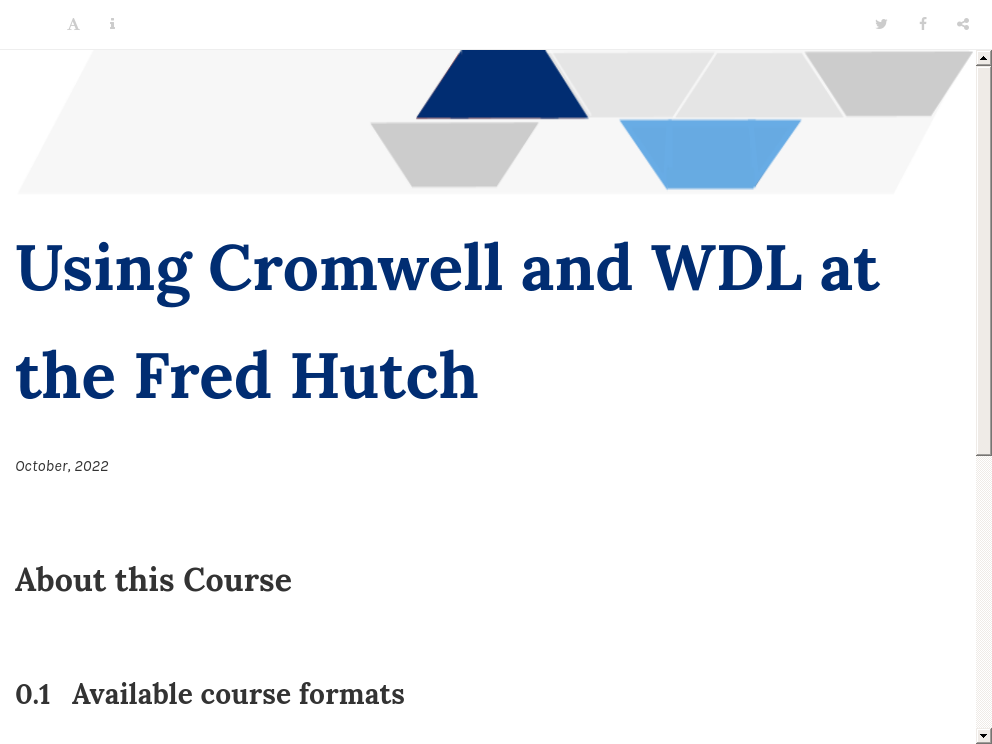 A i
Using Cromwell and WDL at
the Fred Hutch
October, 2022
About this Course
0.1 Available course formats